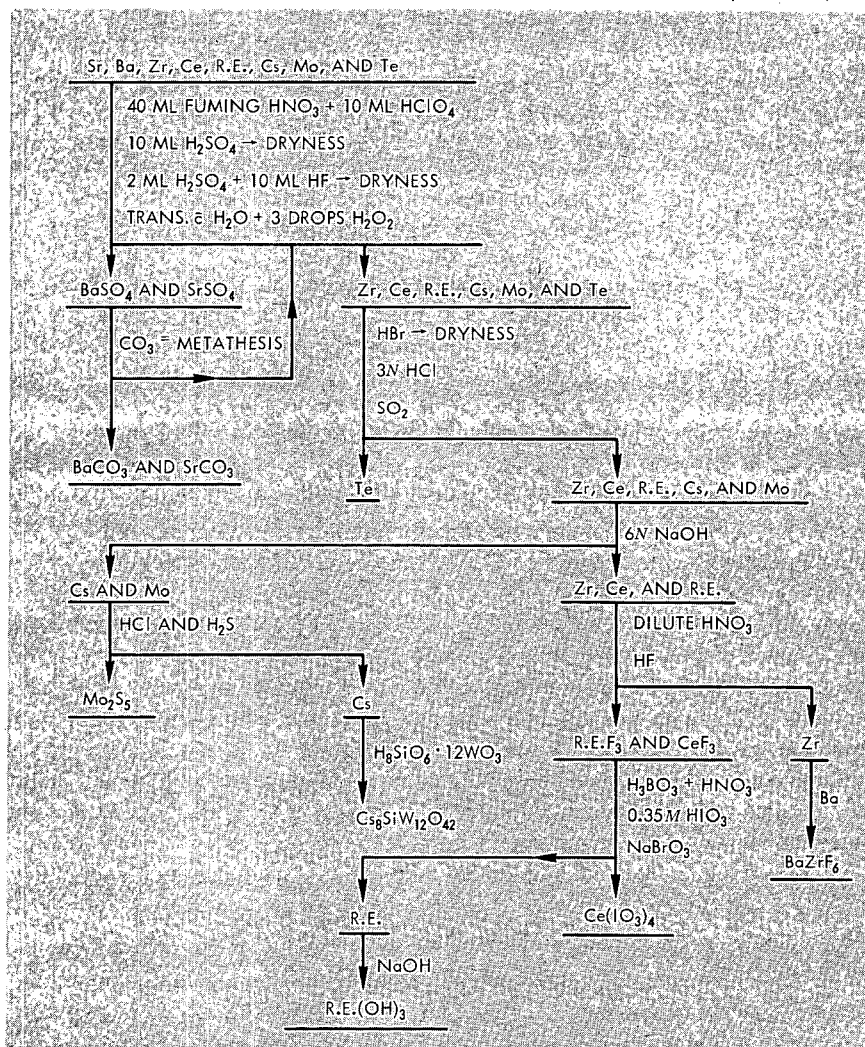 Sr, Ba, Zr, Ce, R.E., Cs, Mo, AND Te
40 ML FUMING HNO₃ + 10 ML HClO₄
10 ML H₂SO₄ → DRYNESS
2 ML H₂SO₄ + 10 ML HF → DRYNESS
TRANS. c̄ H₂O + 3 DROPS H₂O₂
BaSO₄ AND SrSO₄
Zr, Ce, R.E., Cs, Mo, AND Te
CO₃⁼ METATHESIS
HBr → DRYNESS
3N HCl
SO₂
BaCO₃ AND SrCO₃
Te
Zr, Ce, R.E., Cs, AND Mo
6N NaOH
Cs AND Mo
Zr, Ce, AND R.E.
HCl AND H₂S
DILUTE HNO₃
HF
Mo₂S₅
Cs
R.E.F₃ AND CeF₃
Zr
H₈SiO₆ · 12WO₃
H₃BO₃ + HNO₃
0.35M HIO₃
NaBrO₃
Ba
Cs₈SiW₁₂O₄₂
BaZrF₆
R.E.
Ce(IO₃)₄
NaOH
R.E.(OH)₃